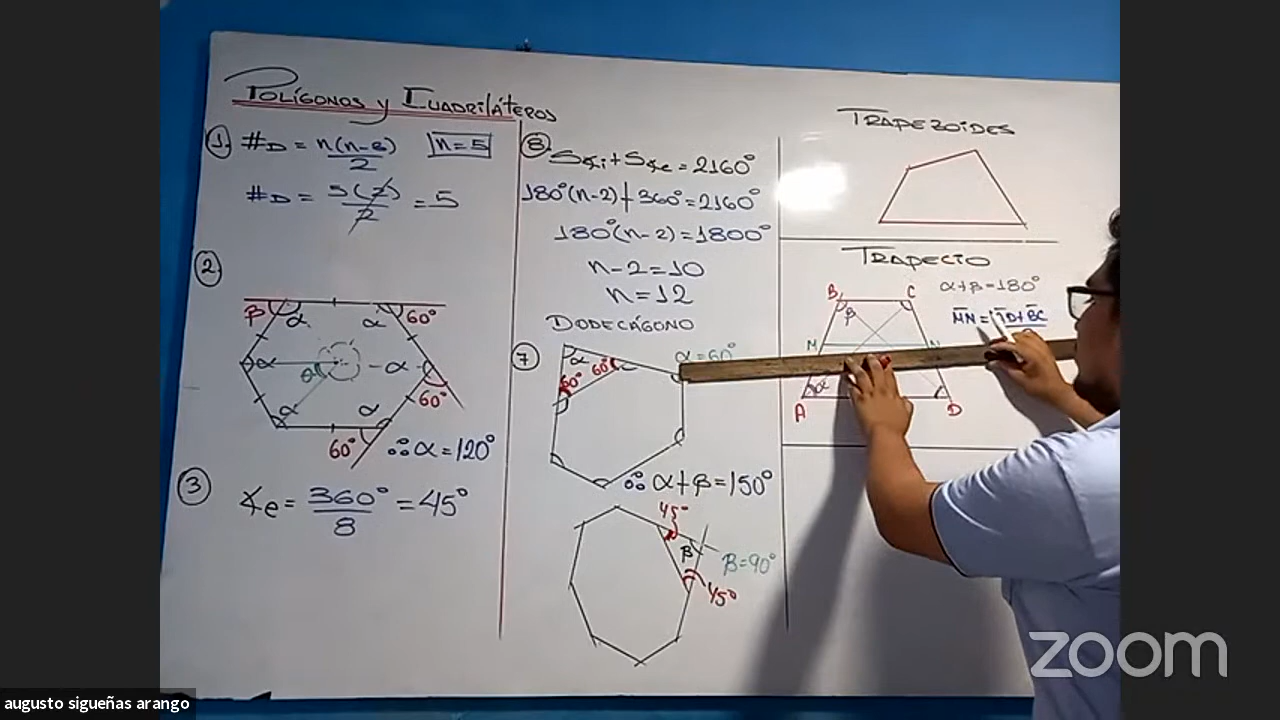 POLÍGONOS y CUADRILÁTEROS
1. #D = n(n-3)/2 n=5
#D = 5(2)/2 = 5
2.
β α α 60°
α θ -α-
60°
α α
60° ∴ α = 120°
3 ∢e = 360°/8 = 45°
8 S∢i + S∢e = 2160°
180°(n-2) + 360° = 2160°
180°(n-2) = 1800°
n-2 = 10
n = 12
DODECÁGONO
7 α α = 60°
60° 60°
∴ α+β = 150°
45°
β β = 90°
45°
TRAPEZOIDES
TRAPECIO
B C α+β = 180°
β MN = BC
M N
α
A D
zoom
augusto sigueñas arango